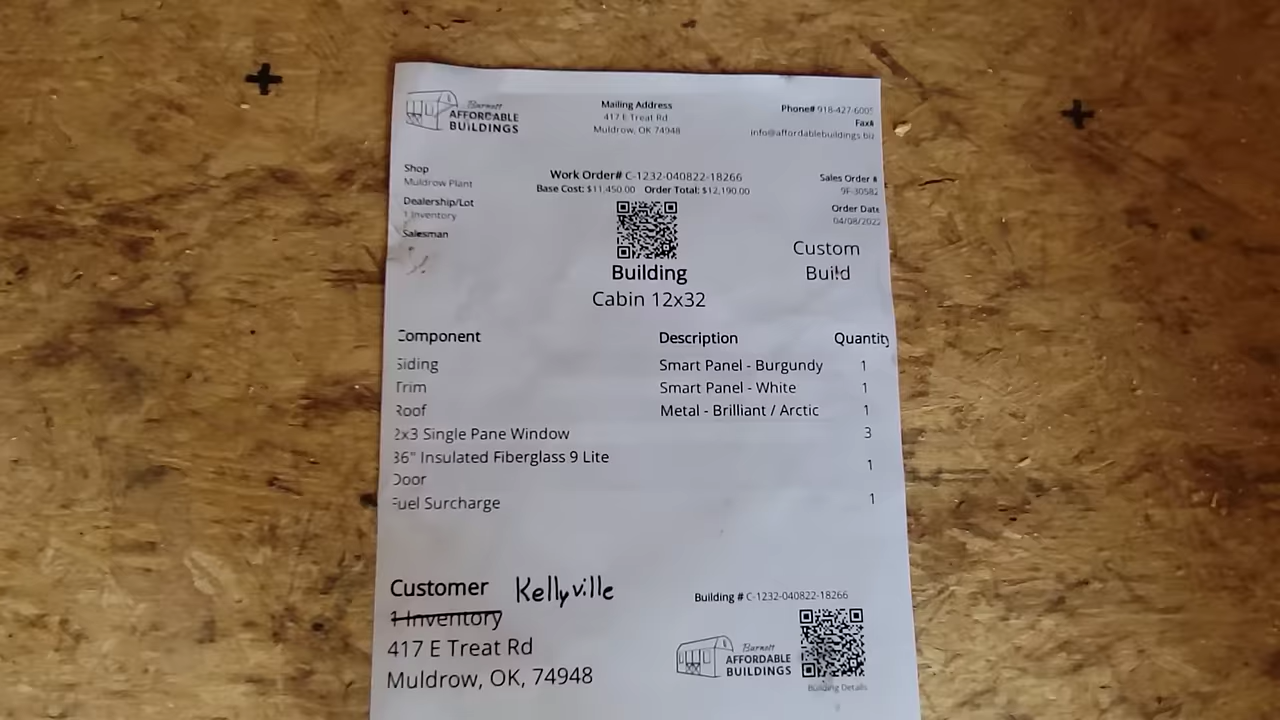 Barnett
AFFORDABLE
BUILDINGS
Mailing Address
417 E Treat Rd
Muldrow, OK 74948
Phone# 918-427-6005
Fax#
info@affordablebuildings.biz
Shop
Muldrow Plant
Dealership/Lot
1 Inventory
Salesman
Work Order# C-1232-040822-18266
Base Cost: $11,450.00 Order Total: $12,190.00
Sales Order #
9F-30582
Order Date
04/08/2022
Building
Cabin 12x32
Custom
Build
Component Description Quantity
Siding Smart Panel - Burgundy 1
Trim Smart Panel - White 1
Roof Metal - Brilliant / Arctic 1
2x3 Single Pane Window 3
36" Insulated Fiberglass 9 Lite
Door 1
Fuel Surcharge 1
Customer Kellyville
1 Inventory
417 E Treat Rd
Muldrow, OK, 74948
Building # C-1232-040822-18266
Barnett
AFFORDABLE
BUILDINGS
Building Details